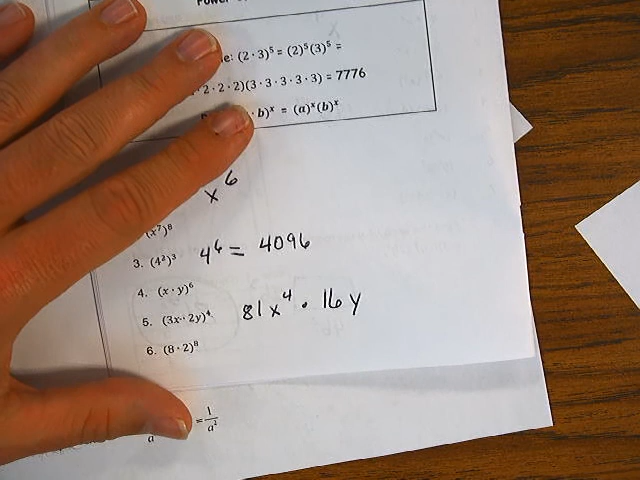 e: (2 · 3)⁵ = (2)⁵(3)⁵ =
· 2 · 2 · 2)(3 · 3 · 3 · 3 · 3) = 7776
· b)ˣ = (a)ˣ(b)ˣ
x⁶
(x⁷)⁸
3. (4²)³ 4⁶ = 4096
4. (x · y)⁶
5. (3x · 2y)⁴ 81x⁴ · 16y
6. (8 · 2)⁸
= 1
a a²